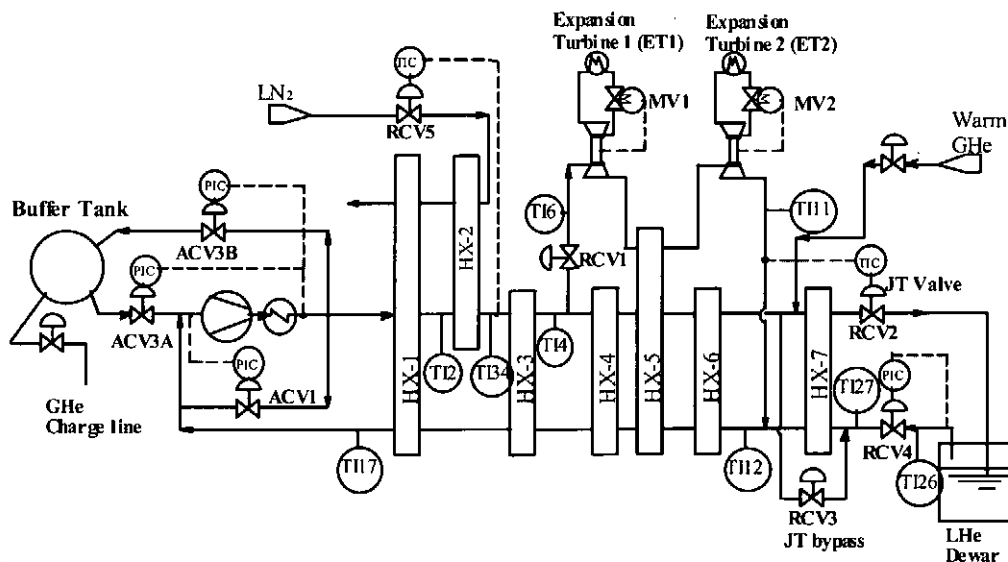 Expansion
Turbine 1 (ET1)
Expansion
Turbine 2 (ET2)
TIC
LN2
RCV5
MV1
MV2
Warm
GHe
PIC
Buffer Tank
ACV3B
PIC
ACV3A
PIC
ACV1
GHe
Charge line
HX-1
HX-2
HX-3
HX-4
HX-5
HX-6
HX-7
TI6
RCV1
TI11
TIC
JT Valve
RCV2
TI2
TI34
TI4
TI27
PIC
RCV4
TI17
TI12
TI26
RCV3
JT bypass
LHe
Dewar